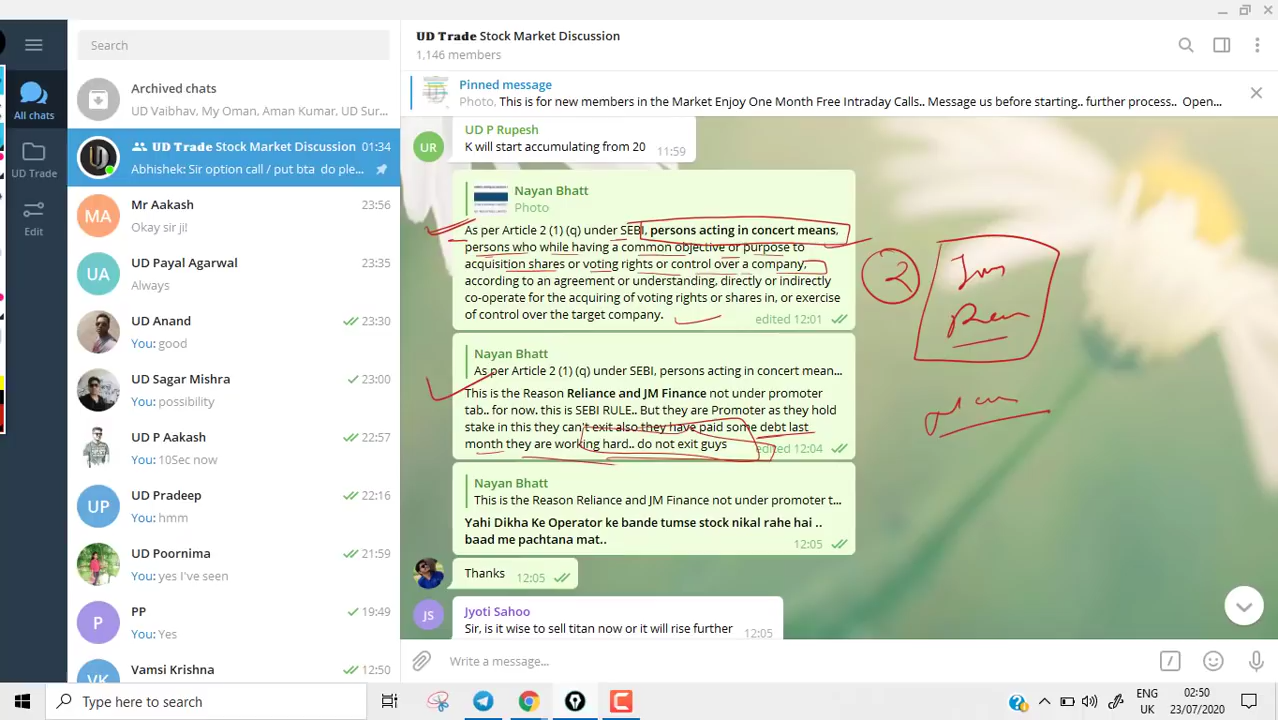 Search
UD Trade Stock Market Discussion
1,146 members
Archived chats
UD Vaibhav, My Oman, Aman Kumar, UD Sur...
All chats
UD Trade Stock Market Discussion 01:34
Abhishek: Sir option call / put bta do ple...
UD Trade
Edit
Mr Aakash 23:56
Okay sir ji!
UD Payal Agarwal 23:35
Always
UD Anand 23:30
You: good
UD Sagar Mishra 23:00
You: possibility
UD P Aakash 22:57
You: 10Sec now
UD Pradeep 22:16
You: hmm
UD Poornima 21:59
You: yes I've seen
PP 19:49
You: Yes
Vamsi Krishna 12:50
MA
UA
UP
P
VK
Pinned message
Photo. This is for new members in the Market Enjoy One Month Free Intraday Calls.. Message us before starting.. further process.. Open...
UR
UD P Rupesh
K will start accumulating from 20 11:59
Nayan Bhatt
Photo
As per Article 2 (1) (q) under SEBI, persons acting in concert means,
persons who while having a common objective or purpose to
acquisition shares or voting rights or control over a company,
according to an agreement or understanding, directly or indirectly
co-operate for the acquiring of voting rights or shares in, or exercise
of control over the target company. edited 12:01
2
Nayan Bhatt
As per Article 2 (1) (q) under SEBI, persons acting in concert mean...
This is the Reason Reliance and JM Finance not under promoter
tab.. for now. this is SEBI RULE.. But they are Promoter as they hold
stake in this they can't exit also they have paid some debt last
month they are working hard.. do not exit guys edited 12:04
Nayan Bhatt
This is the Reason Reliance and JM Finance not under promoter t...
Yahi Dikha Ke Operator ke bande tumse stock nikal rahe hai ..
baad me pachtana mat.. 12:05
Thanks 12:05
JS
Jyoti Sahoo
Sir, is it wise to sell titan now or it will rise further 12:05
Write a message...
Type here to search
ENG
UK
02:50
23/07/2020